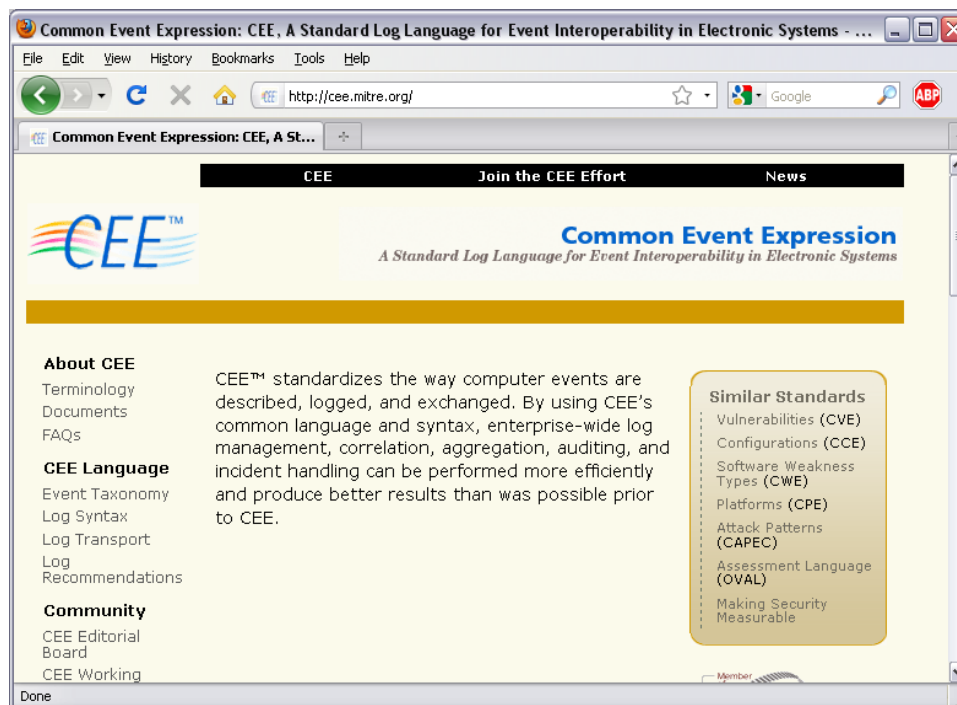 Common Event Expression: CEE, A Standard Log Language for Event Interoperability in Electronic Systems - ...
File Edit View History Bookmarks Tools Help
CEE http://cee.mitre.org/ Google ABP
CEE Common Event Expression: CEE, A St...
CEE Join the CEE Effort News
CEE™
Common Event Expression
A Standard Log Language for Event Interoperability in Electronic Systems
About CEE
Terminology
Documents
FAQs
CEE Language
Event Taxonomy
Log Syntax
Log Transport
Log
Recommendations
Community
CEE Editorial
Board
CEE Working
CEE™ standardizes the way computer events are
described, logged, and exchanged. By using CEE's
common language and syntax, enterprise-wide log
management, correlation, aggregation, auditing, and
incident handling can be performed more efficiently
and produce better results than was possible prior
to CEE.
Similar Standards
Vulnerabilities (CVE)
Configurations (CCE)
Software Weakness
Types (CWE)
Platforms (CPE)
Attack Patterns
(CAPEC)
Assessment Language
(OVAL)
Making Security
Measurable
Member
Done